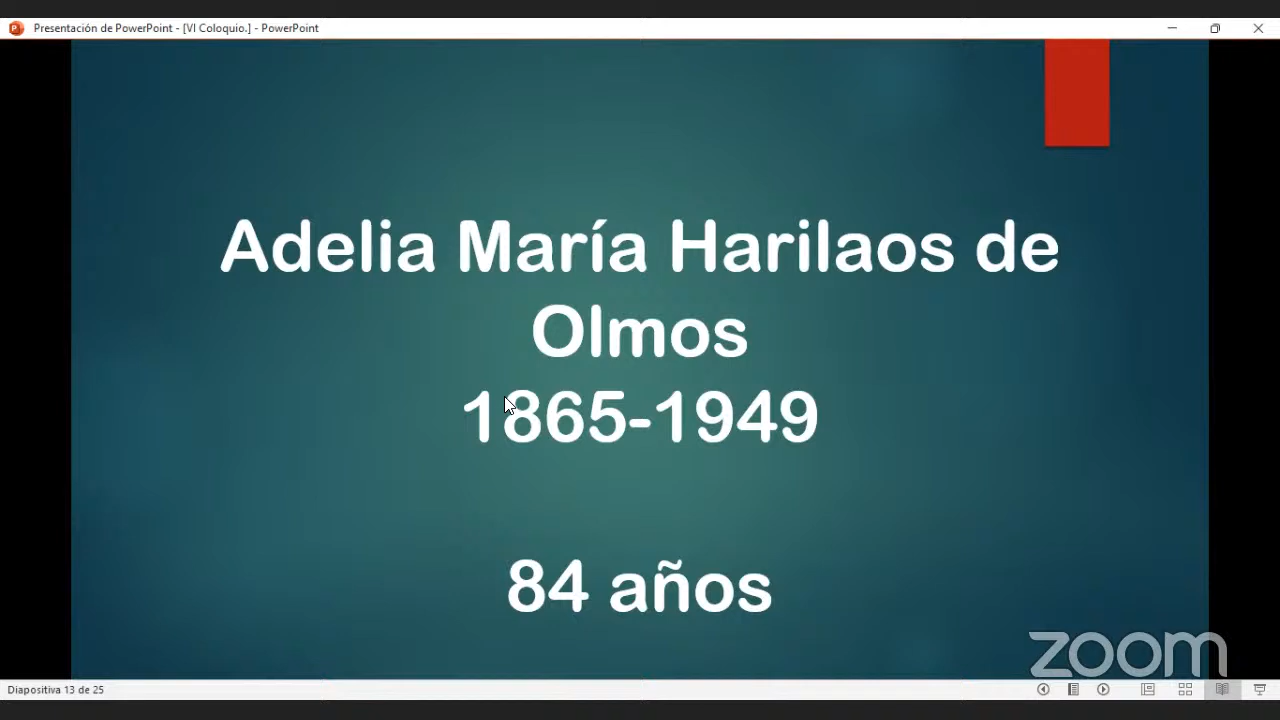 Presentación de PowerPoint - [VI Coloquio.] - PowerPoint
Adelia María Harilaos de
Olmos
1865-1949
84 años
zoom
Diapositiva 13 de 25